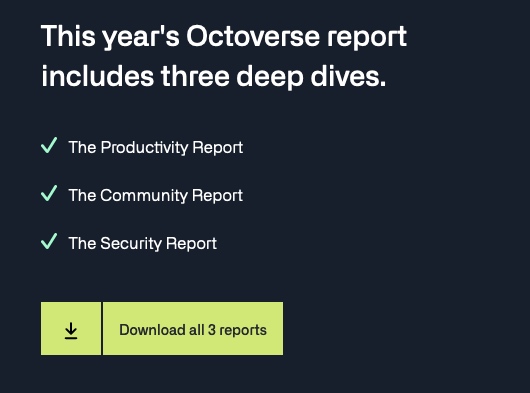 This year's Octoverse report
includes three deep dives.
The Productivity Report
The Community Report
The Security Report
Download all 3 reports